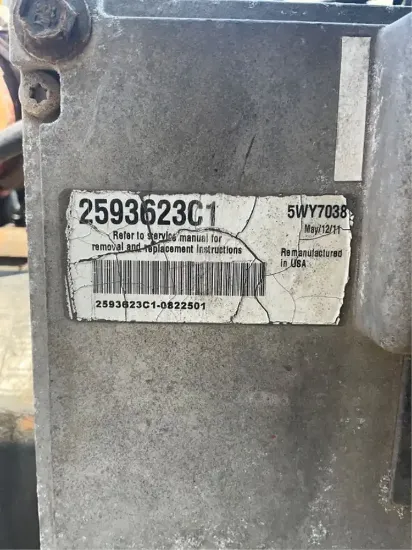 2593623C1 5WY7038
Refer to service manual for
removal and replacement instructions
May/12/11
Remanufactured
in USA
2593623C1-0822501